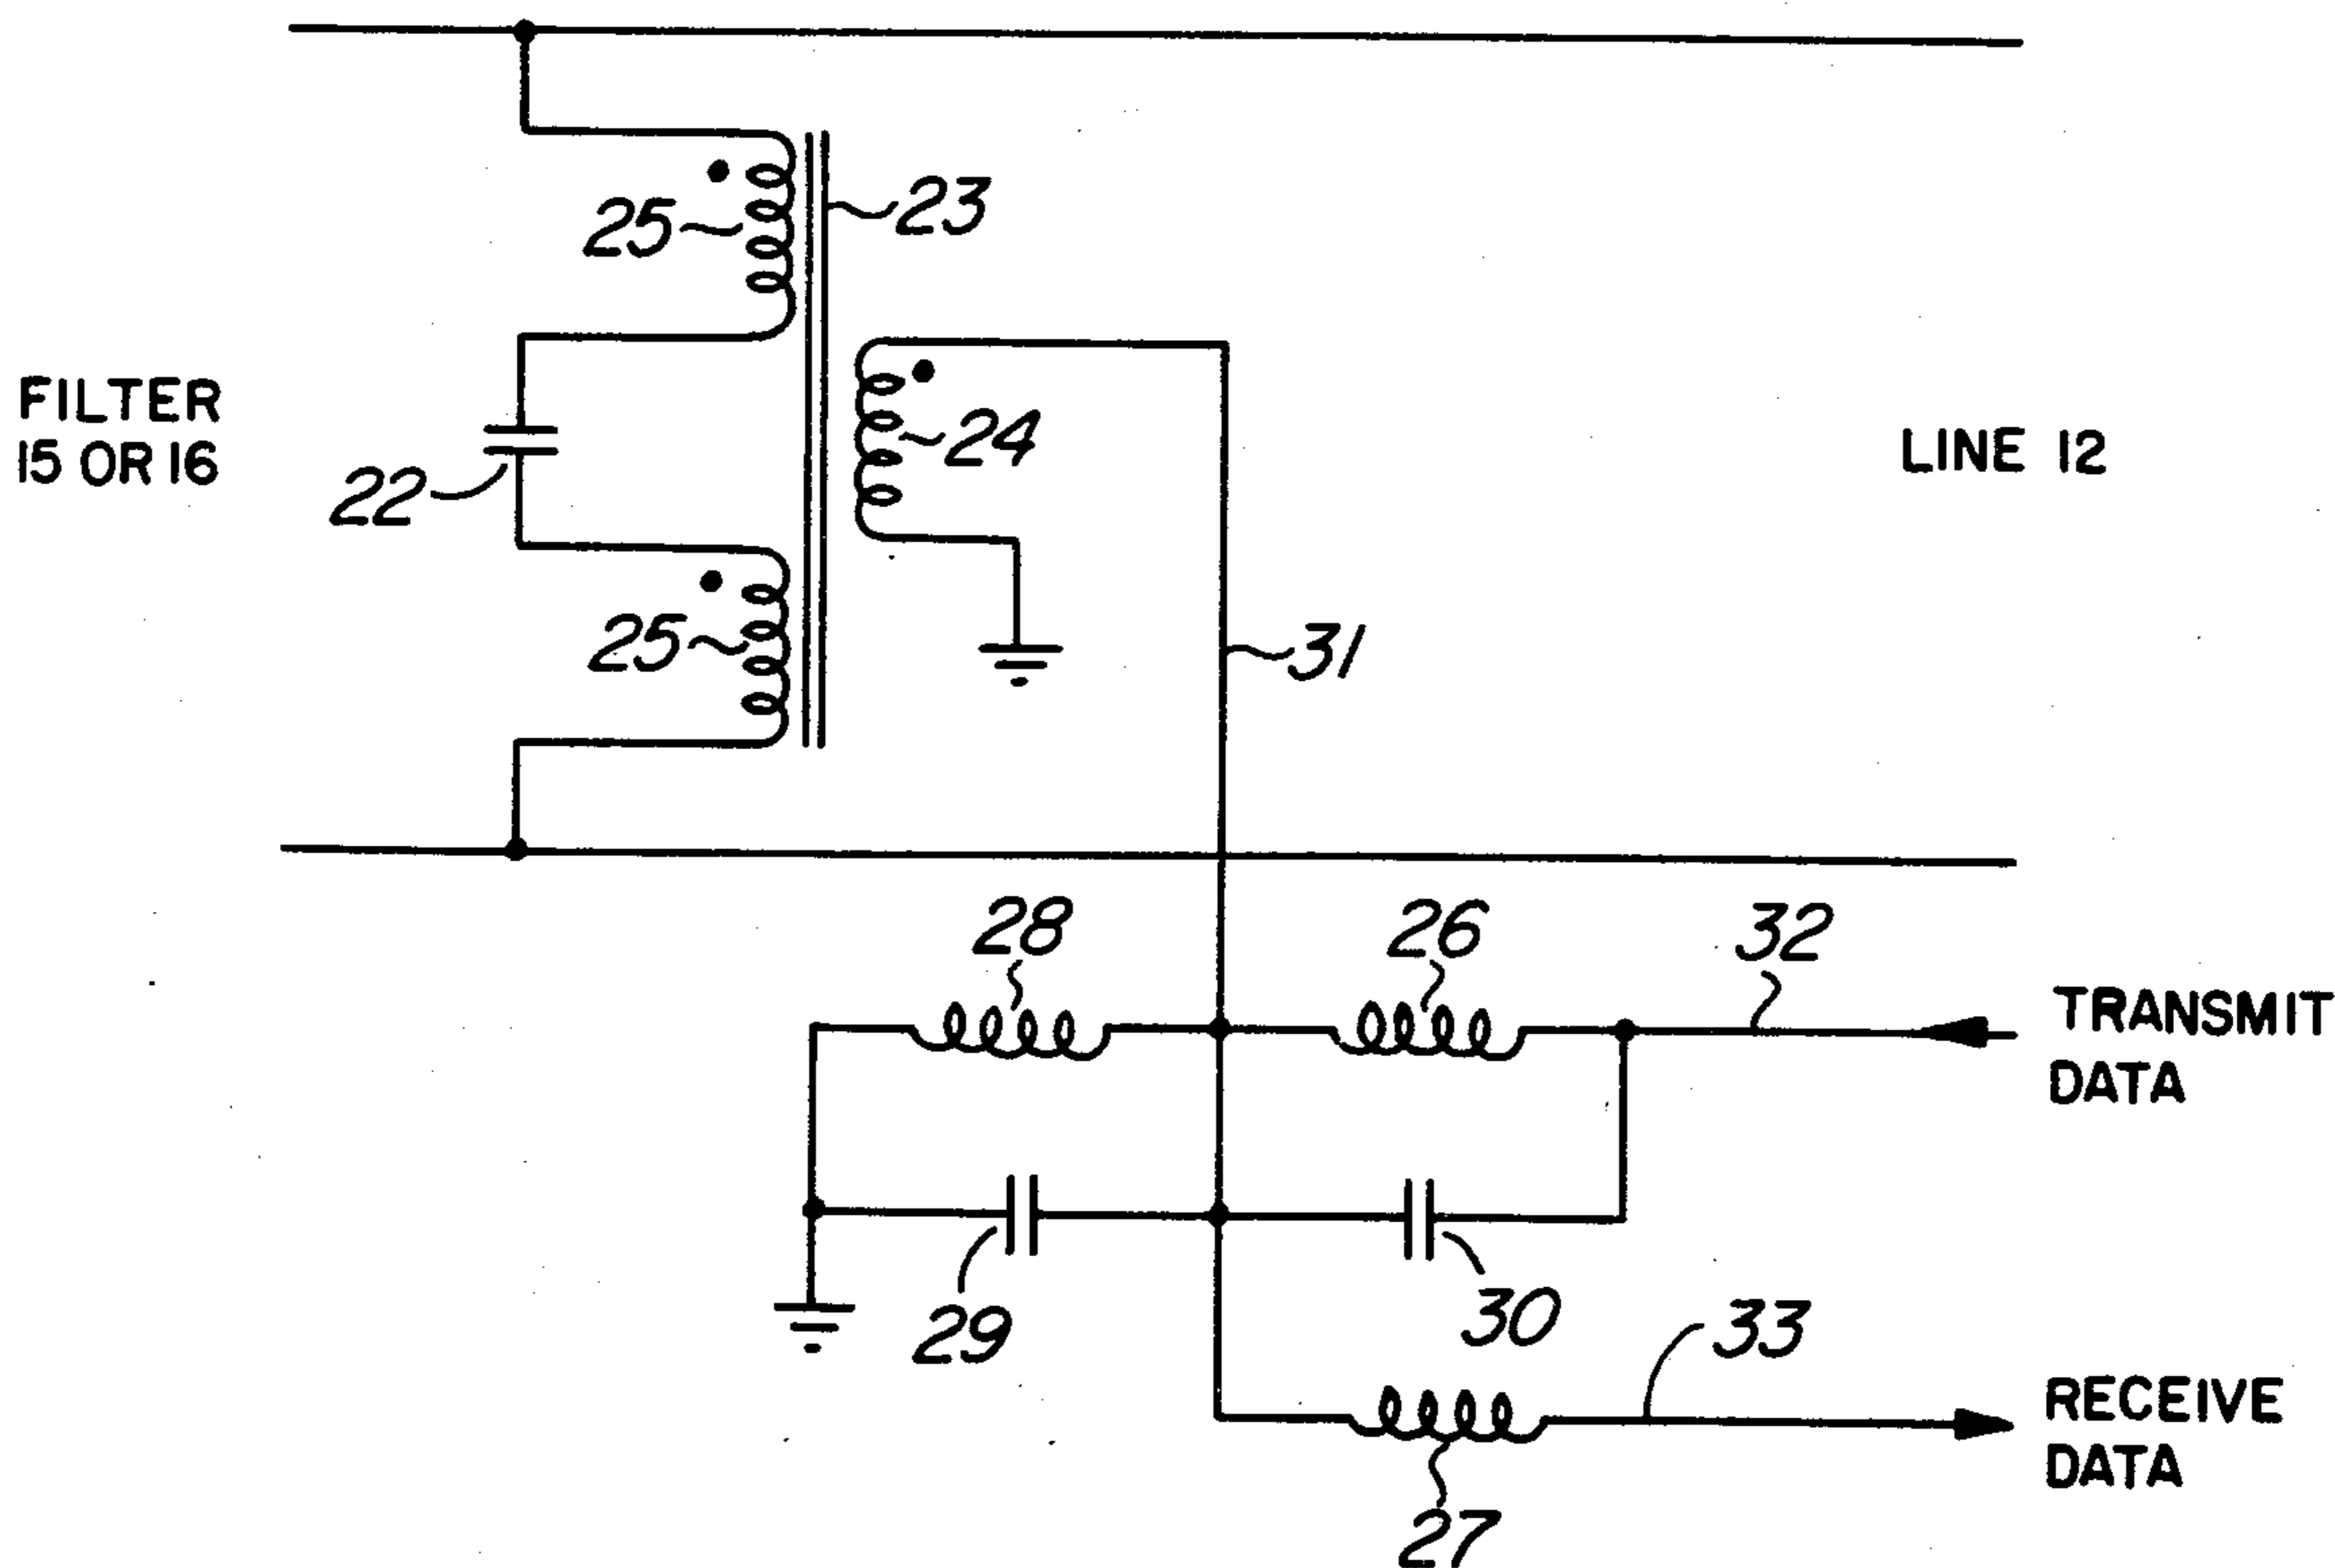 25
23
FILTER
15 OR 16
24
LINE 12
22
25
31
28
26
32
TRANSMIT
DATA
29
30
33
RECEIVE
DATA
27